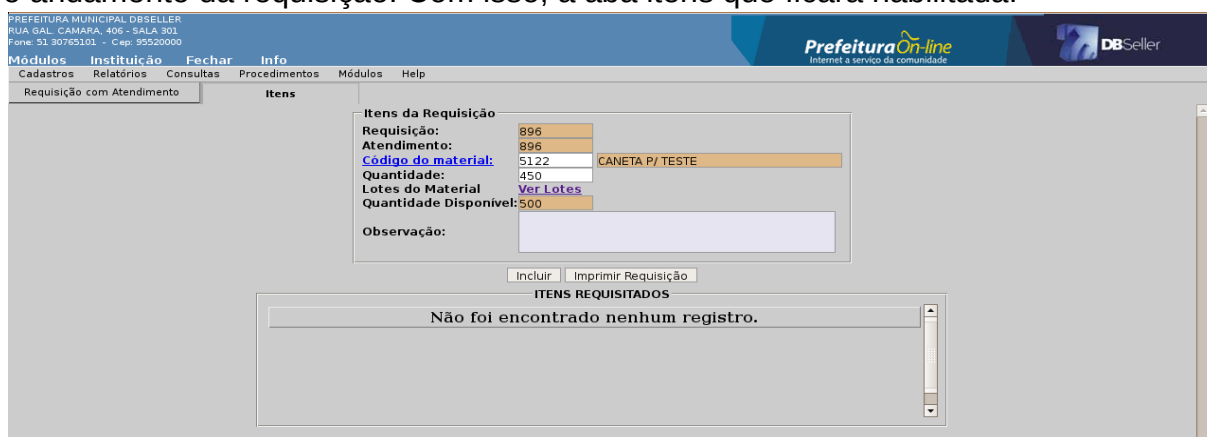 o andamento da requisição. Com isso, a aba itens que ficará habilitada.
PREFEITURA MUNICIPAL DBSELLER
RUA GAL. CAMARA, 406 - SALA 301
Fone: 51 30765101 - Cep: 95520000
Módulos Instituição Fechar Info
PrefeituraOn-line
Internet a serviço da comunidade
DBSeller
Cadastros Relatórios Consultas Procedimentos Módulos Help
Requisição com Atendimento Itens
Itens da Requisição
Requisição: 896
Atendimento: 896
Código do material: 5122 CANETA P/ TESTE
Quantidade: 450
Lotes do Material Ver Lotes
Quantidade Disponível: 500
Observação:
Incluir Imprimir Requisição
ITENS REQUISITADOS
Não foi encontrado nenhum registro.